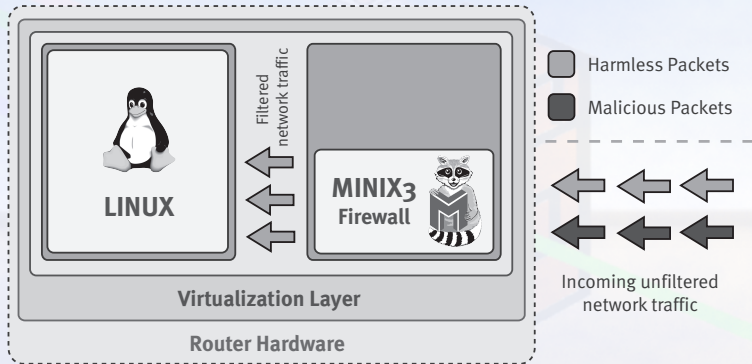 LINUX
Filtered
network traffic
MINIX3
Firewall
Virtualization Layer
Router Hardware
Harmless Packets
Malicious Packets
Incoming unfiltered
network traffic